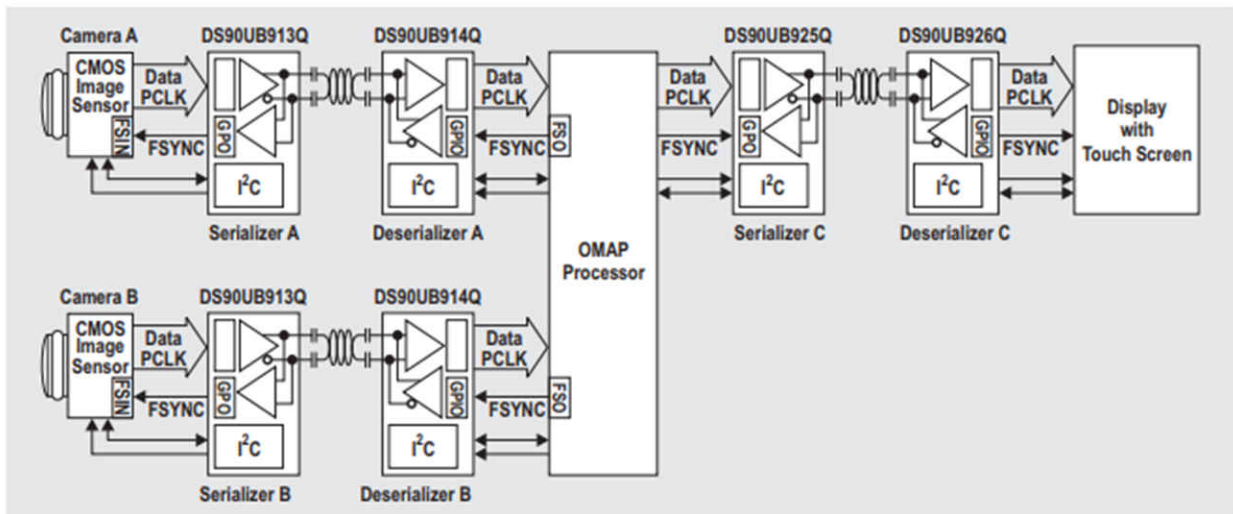 Camera A
DS90UB913Q
DS90UB914Q
DS90UB925Q
DS90UB926Q
CMOS
Image
Sensor
FSIN
Data
PCLK
FSYNC
GPO
I²C
Data
PCLK
GPIO
FSYNC
I²C
FSO
Data
PCLK
FSYNC
GPO
I²C
Data
PCLK
GPIO
FSYNC
I²C
Display
with
Touch Screen
Serializer A
Deserializer A
OMAP
Processor
Serializer C
Deserializer C
Camera B
DS90UB913Q
DS90UB914Q
CMOS
Image
Sensor
FSIN
Data
PCLK
FSYNC
GPO
I²C
Data
PCLK
GPIO
FSYNC
I²C
FSO
Serializer B
Deserializer B